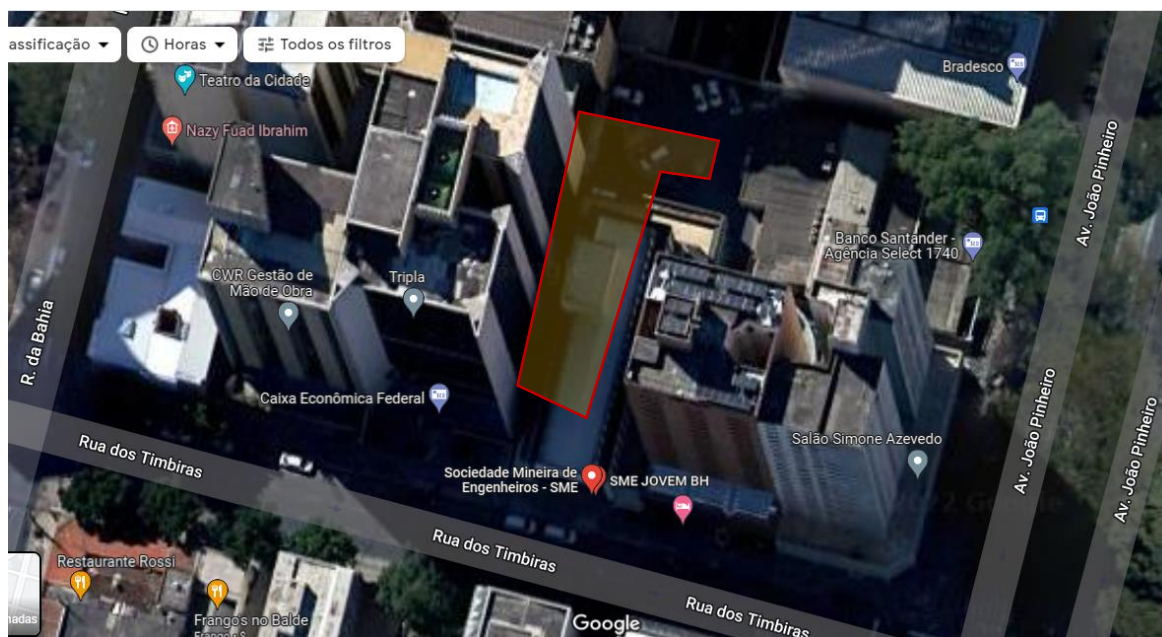 assificação
Horas
Todos os filtros
Teatro da Cidade
Nazy Fuad Ibrahim
Bradesco
Av. João Pinheiro
Banco Santander -
Agência Select 1740
CWR Gestão de
Mão de Obra
Tripla
R. da Bahia
Caixa Econômica Federal
Av. João Pinheiro
Av. João Pinheiro
Salão Simone Azevedo
Rua dos Timbiras
Sociedade Mineira de
Engenheiros - SME
SME JOVEM BH
Rua dos Timbiras
Restaurante Rossi
Rua dos Timbiras
Frangos no Balde
Frango • $
Google
nadas